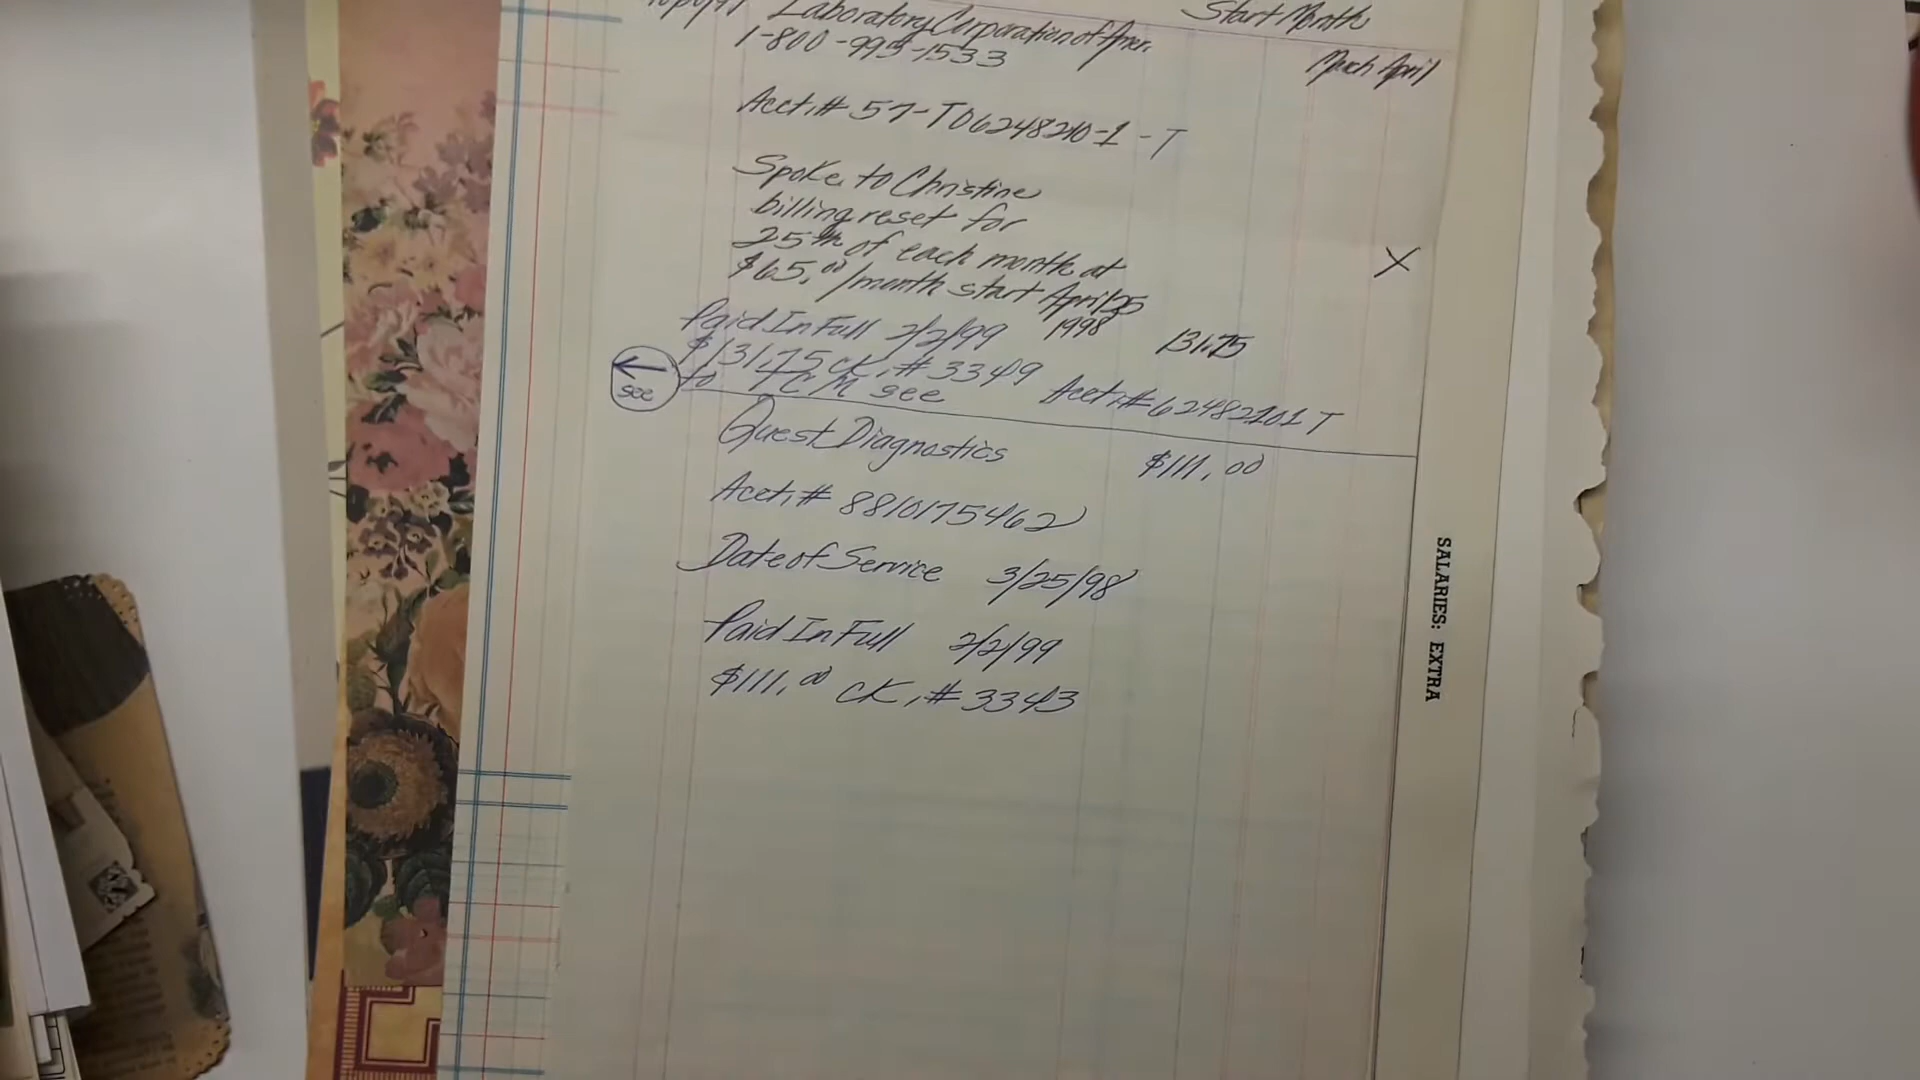 Laboratory Corporation of Amer. Start Month
1-800-993-1533 March April
Acct.# 57-T06248210-1-T
Spoke to Christine
billing reset for
25th of each month at
$65.00/month start April 25
1998
Paid In Full 2/2/99 131.75
$131.75 ck.# 3349
to TCM see Acct.# 62482101T
see
Quest Diagnostics $111.00
Acct.# 8810175462
Date of Service 3/25/98
Paid In Full 2/2/99
$111.00 CK.# 3343
X
SALARIES: EXTRA